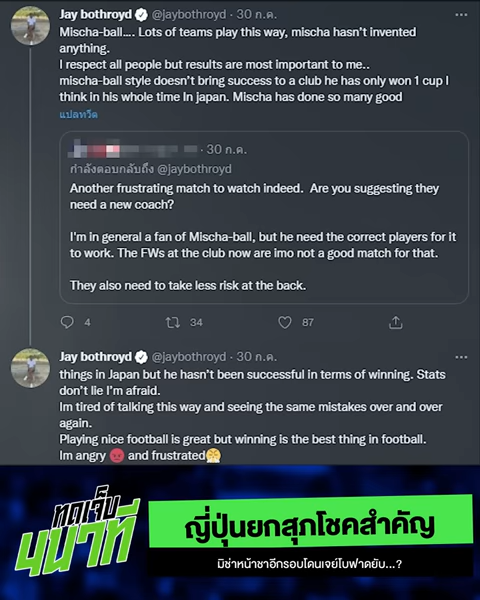 Jay bothroyd @jaybothroyd · 30 ก.ค.
Mischa-ball.... Lots of teams play this way, mischa hasn't invented
anything.
I respect all people but results are most important to me..
mischa-ball style doesn't bring success to a club he has only won 1 cup I
think in his whole time In japan. Mischa has done so many good
แปลทวีต
· 30 ก.ค.
กำลังตอบกลับถึง @jaybothroyd
Another frustrating match to watch indeed. Are you suggesting they
need a new coach?
I'm in general a fan of Mischa-ball, but he need the correct players for it
to work. The FWs at the club now are imo not a good match for that.
They also need to take less risk at the back.
4 34 87
Jay bothroyd @jaybothroyd · 30 ก.ค.
things in Japan but he hasn't been successful in terms of winning. Stats
don't lie I'm afraid.
Im tired of talking this way and seeing the same mistakes over and over
again.
Playing nice football is great but winning is the best thing in football.
Im angry 😡 and frustrated😤
ทดเจ็บ
4นาที
ญี่ปุ่นยกสุภโชคสำคัญ
มิช่าหน้าชาอีกรอบโดนเจย์โบฟาดยับ...?